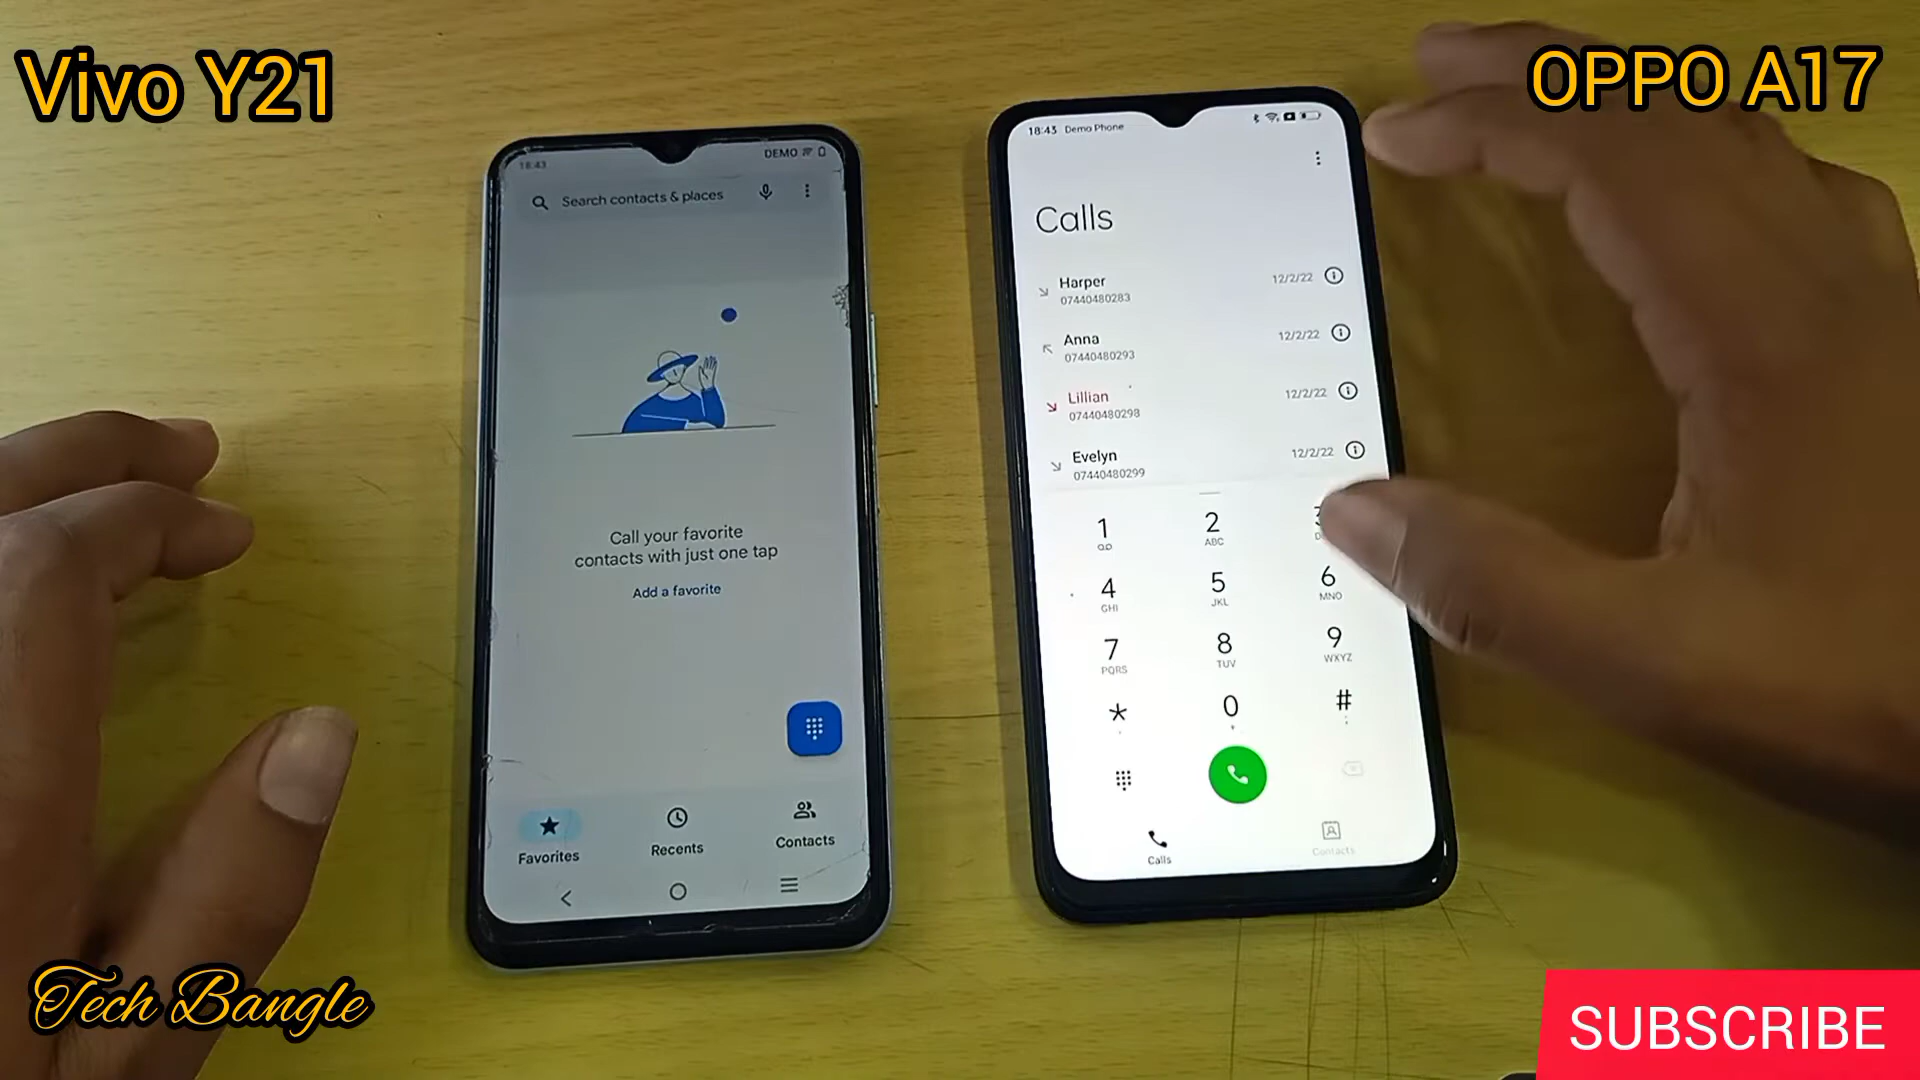 Vivo Y21
OPPO A17
18:43
DEMO
Search contacts & places
Call your favorite
contacts with just one tap
Add a favorite
Favorites
Recents
Contacts
18:43 Demo Phone
Calls
Harper
12/2/22
07440480283
Anna
12/2/22
07440480293
Lillian
12/2/22
07440480298
Evelyn
12/2/22
07440480299
1 2 3
ABC
4 5 6
GHI JKL MNO
7 8 9
PQRS TUV WXYZ
* 0 #
+ ;
Calls
Contacts
Tech Bangle
SUBSCRIBE